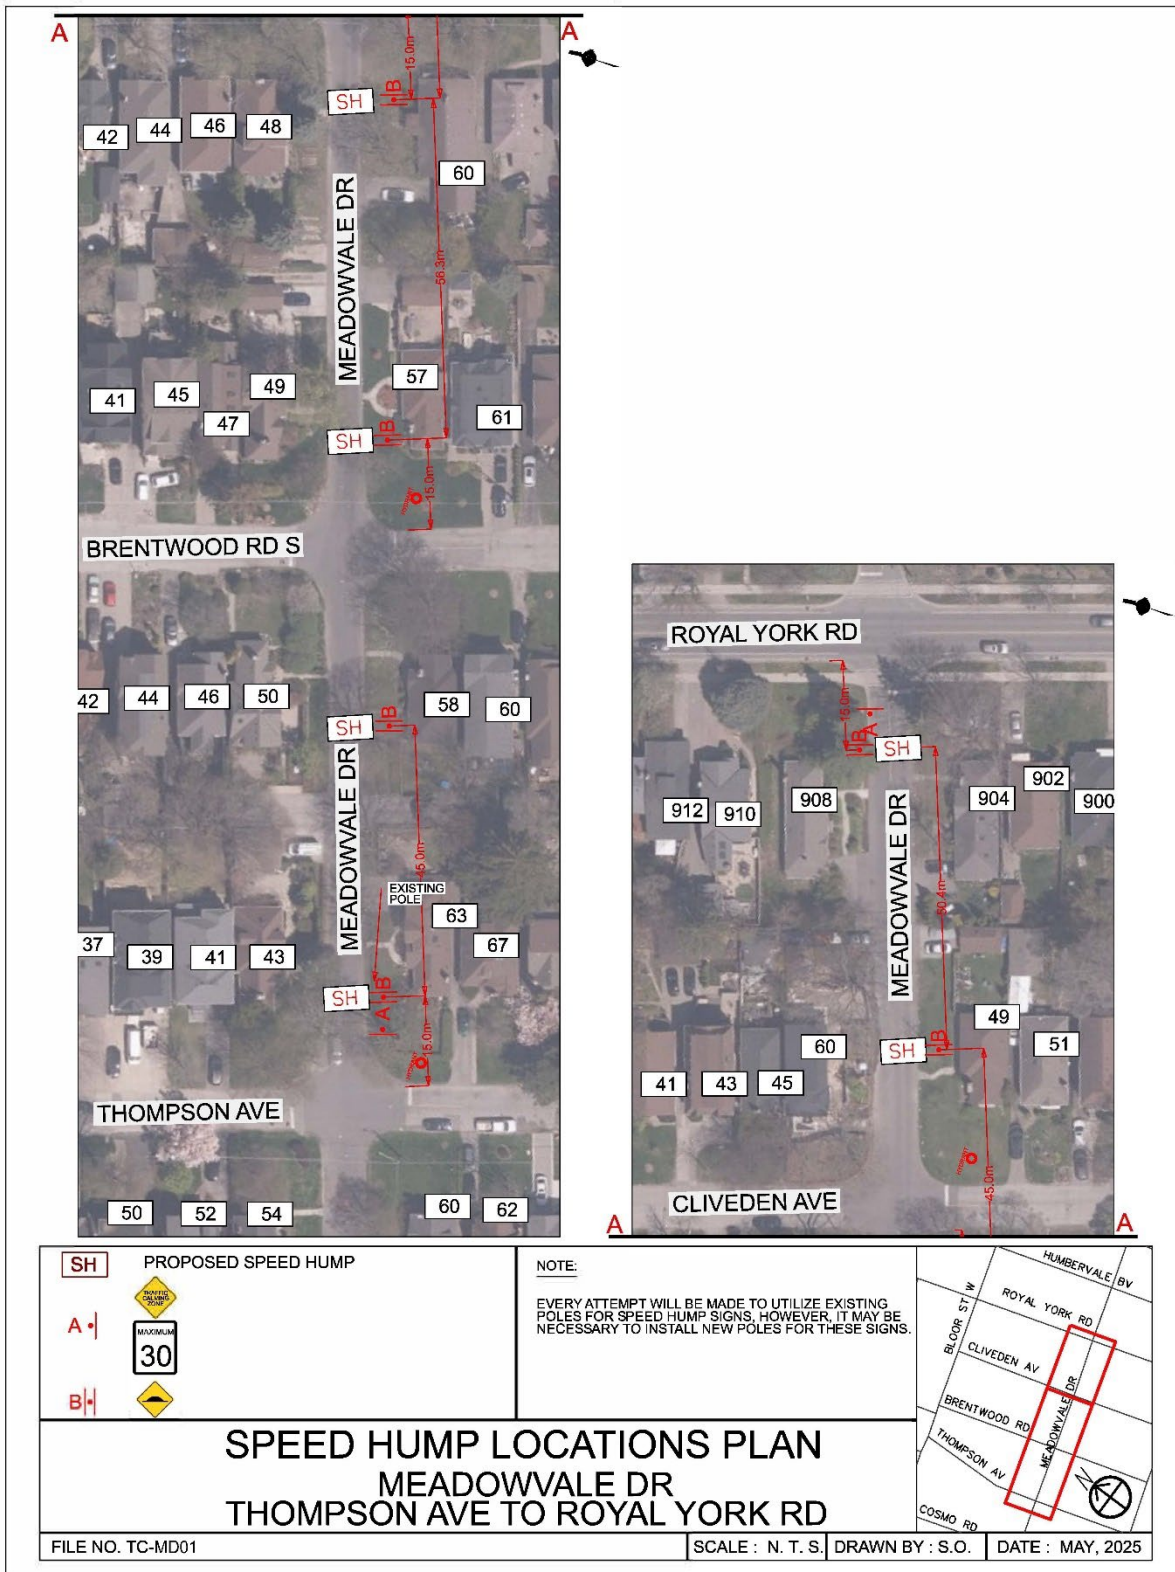 A
A
15.0m
B
SH
42
44
46
48
60
MEADOWVALE DR
56.3m
41
45
47
49
57
61
B
SH
15.0m
BRENTWOOD RD S
42
44
46
50
58
60
B
SH
MEADOWVALE DR
45.0m
EXISTING
POLE
37
39
41
43
63
67
SH
B
A
15.0m
THOMPSON AVE
50
52
54
60
62
ROYAL YORK RD
15.0m
A
B
SH
912
910
908
904
902
900
MEADOWVALE DR
50.4m
41
43
45
60
49
51
SH
B
45.0m
CLIVEDEN AVE
A
A
SH PROPOSED SPEED HUMP
TRAFFIC
CALMING
ZONE
A
MAXIMUM
30
B
NOTE:
EVERY ATTEMPT WILL BE MADE TO UTILIZE EXISTING
POLES FOR SPEED HUMP SIGNS, HOWEVER, IT MAY BE
NECESSARY TO INSTALL NEW POLES FOR THESE SIGNS.
HUMBERVALE BV
ROYAL YORK RD
BLOOR ST W
CLIVEDEN AV
BRENTWOOD RD
MEADOWVALE DR
THOMPSON AV
N
COSMO RD
SPEED HUMP LOCATIONS PLAN
MEADOWVALE DR
THOMPSON AVE TO ROYAL YORK RD
FILE NO. TC-MD01
SCALE : N. T. S.
DRAWN BY : S.O.
DATE : MAY, 2025